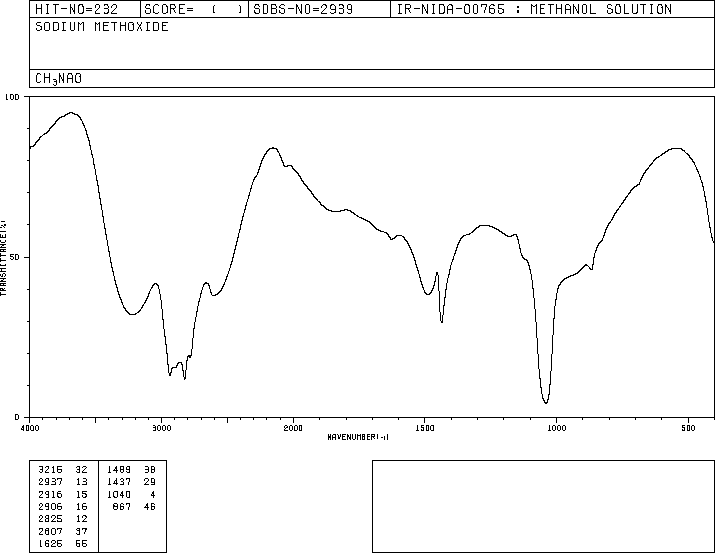 HIT-NO=232 SCORE= ( ) SDBS-NO=2939 IR-NIDA-00765 : METHANOL SOLUTION
SODIUM METHOXIDE
CH3NAO
100
50
0
TRANSMITTANCE(%)
4000 3000 2000 1500 1000 500
WAVENUMBER(-1)
3215 32 1489 38
2937 13 1437 29
2916 15 1040 4
2906 16 867 46
2825 12
2607 37
1625 55